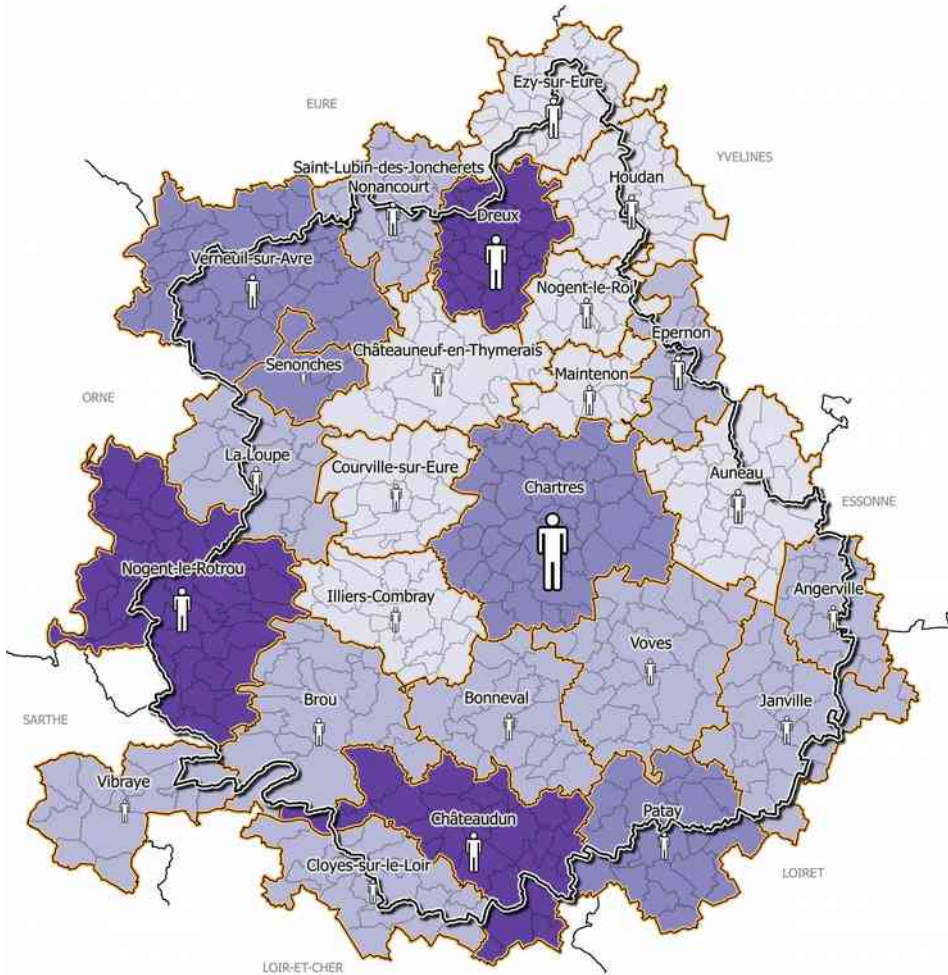 Ezy-sur-Eure
EURE
YVELINES
Saint-Lubin-des-Joncherets
Nonancourt
Houdan
Dreux
Verneuil-sur-Avre
Nogent-le-Roi
Epernon
Châteauneuf-en-Thymerais
Senonches
Maintenon
ORNE
La Loupe
Courville-sur-Eure
Auneau
Chartres
ESSONNE
Nogent-le-Rotrou
Illiers-Combray
Angerville
Voves
Brou
Bonneval
Janville
SARTHE
Vibraye
Châteaudun
Patay
Cloyes-sur-le-Loir
LOIRET
LOIR-ET-CHER